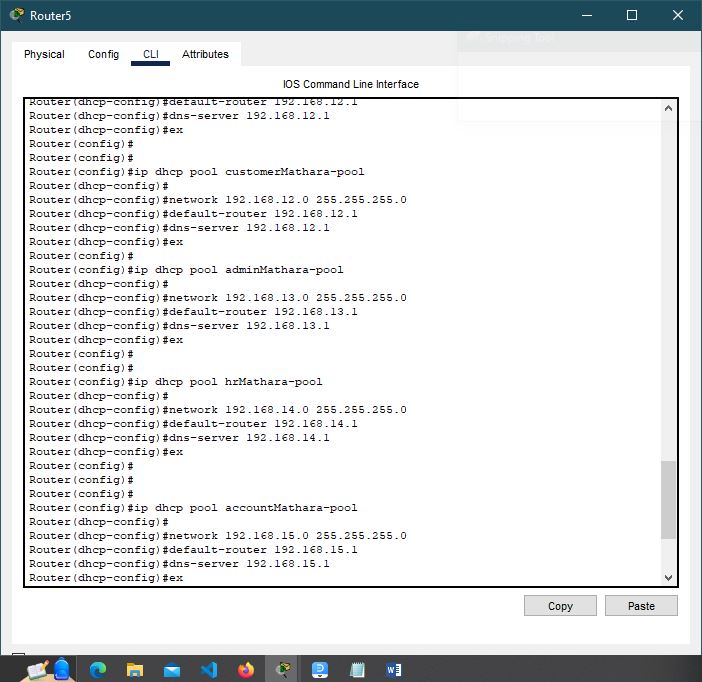 Router5
Physical Config CLI Attributes
Snipping Tool
IOS Command Line Interface
Router(dhcp-config)#default-router 192.168.12.1
Router(dhcp-config)#dns-server 192.168.12.1
Router(dhcp-config)#ex
Router(config)#
Router(config)#
Router(config)#ip dhcp pool customerMathara-pool
Router(dhcp-config)#
Router(dhcp-config)#network 192.168.12.0 255.255.255.0
Router(dhcp-config)#default-router 192.168.12.1
Router(dhcp-config)#dns-server 192.168.12.1
Router(dhcp-config)#ex
Router(config)#
Router(config)#ip dhcp pool adminMathara-pool
Router(dhcp-config)#
Router(dhcp-config)#network 192.168.13.0 255.255.255.0
Router(dhcp-config)#default-router 192.168.13.1
Router(dhcp-config)#dns-server 192.168.13.1
Router(dhcp-config)#ex
Router(config)#
Router(config)#
Router(config)#ip dhcp pool hrMathara-pool
Router(dhcp-config)#
Router(dhcp-config)#network 192.168.14.0 255.255.255.0
Router(dhcp-config)#default-router 192.168.14.1
Router(dhcp-config)#dns-server 192.168.14.1
Router(dhcp-config)#ex
Router(config)#
Router(config)#
Router(config)#
Router(config)#ip dhcp pool accountMathara-pool
Router(dhcp-config)#
Router(dhcp-config)#network 192.168.15.0 255.255.255.0
Router(dhcp-config)#default-router 192.168.15.1
Router(dhcp-config)#dns-server 192.168.15.1
Router(dhcp-config)#ex
Copy Paste